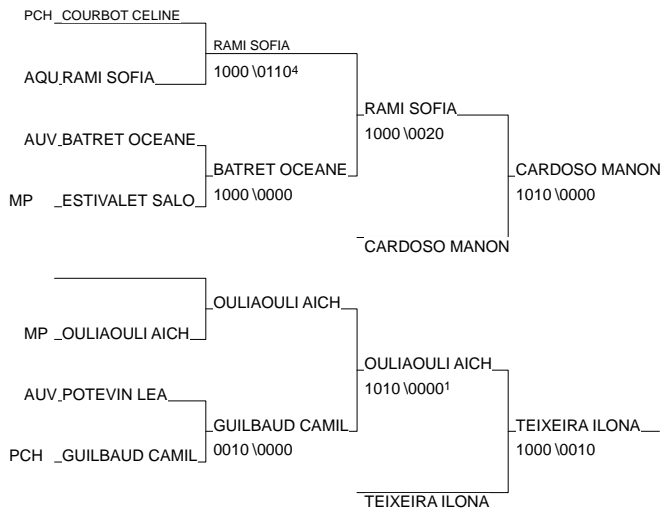 PCH COURBOT CELINE
RAMI SOFIA
AQU RAMI SOFIA
1000 \0110⁴
RAMI SOFIA
1000 \0020
AUV BATRET OCEANE
BATRET OCEANE
1000 \0000
MP ESTIVALET SALO
CARDOSO MANON
1010 \0000
CARDOSO MANON
OULIAOULI AICH
MP OULIAOULI AICH
OULIAOULI AICH
1010 \0000¹
AUV POTEVIN LEA
GUILBAUD CAMIL
0010 \0000
PCH GUILBAUD CAMIL
TEIXEIRA ILONA
1000 \0010
TEIXEIRA ILONA